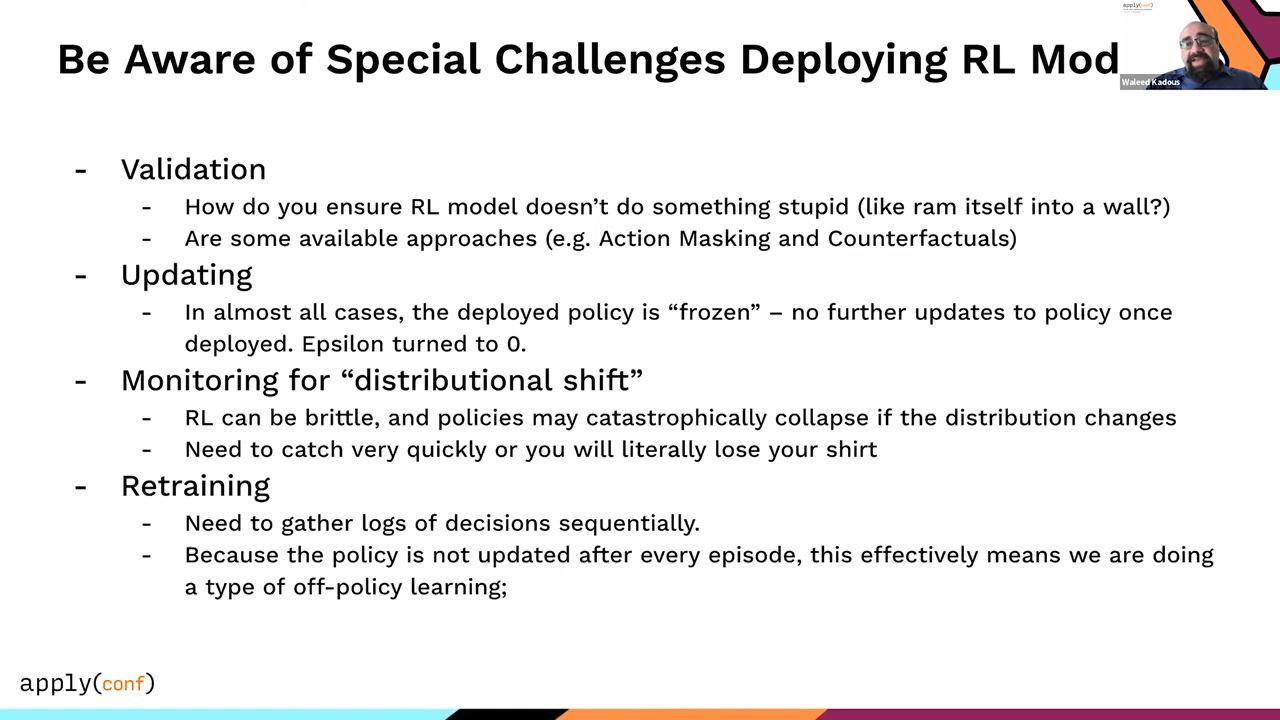 apply(conf)
Be Aware of Special Challenges Deploying RL Mod
Waleed Kadous
- Validation
- How do you ensure RL model doesn’t do something stupid (like ram itself into a wall?)
- Are some available approaches (e.g. Action Masking and Counterfactuals)
- Updating
- In almost all cases, the deployed policy is “frozen” – no further updates to policy once
deployed. Epsilon turned to 0.
- Monitoring for “distributional shift”
- RL can be brittle, and policies may catastrophically collapse if the distribution changes
- Need to catch very quickly or you will literally lose your shirt
- Retraining
- Need to gather logs of decisions sequentially.
- Because the policy is not updated after every episode, this effectively means we are doing
a type of off-policy learning;
apply(conf)